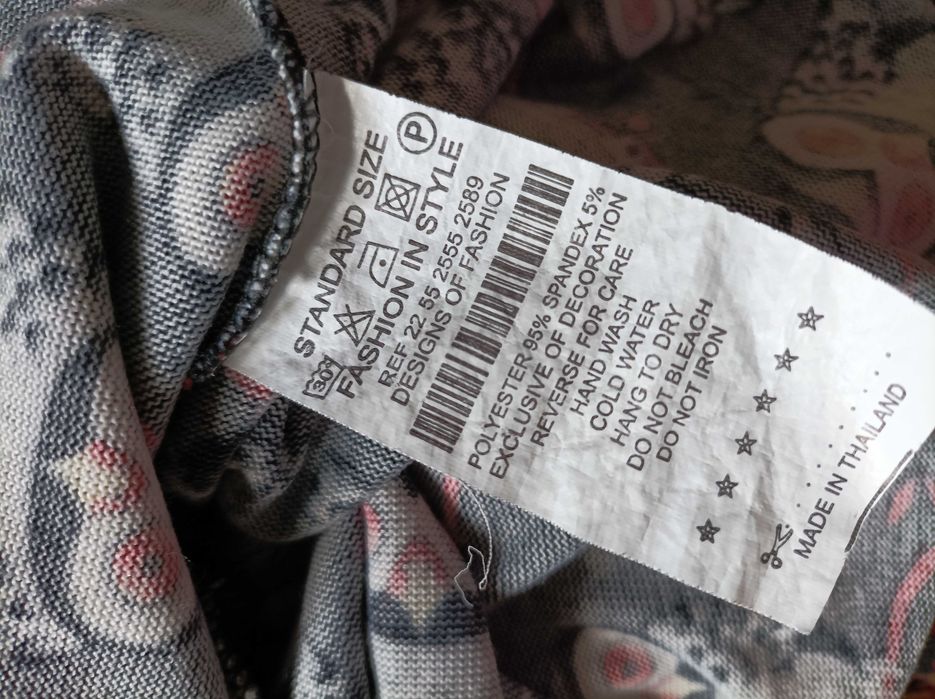 STANDARD SIZE
30°
P
FASHION IN STYLE
REF 22 55 2555 2589
DESIGNS OF FASHION
POLYESTER 95% SPANDEX 5%
EXCLUSIVE OF DECORATION
REVERSE FOR CARE
HAND WASH
COLD WATER
HANG TO DRY
DO NOT BLEACH
DO NOT IRON
MADE IN THAILAND